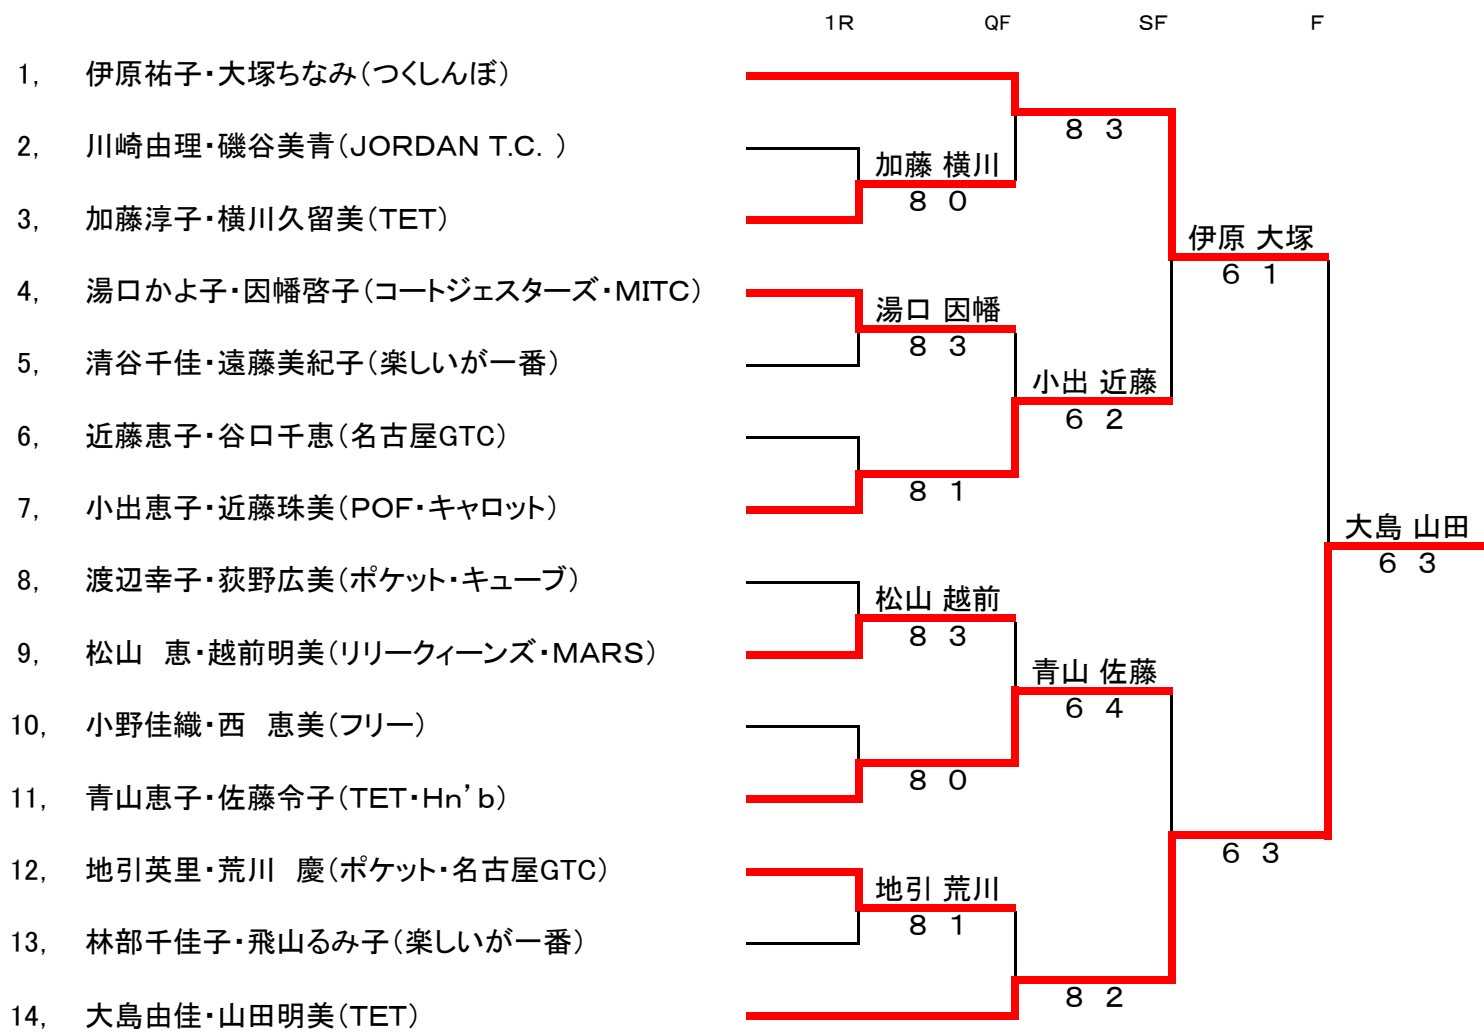 1R QF SF F
1, 伊原祐子・大塚ちなみ(つくしんぼ)
8 3
2, 川崎由理・磯谷美青(JORDAN T.C. )
加藤 横川
8 0
3, 加藤淳子・横川久留美(TET)
伊原 大塚
6 1
4, 湯口かよ子・因幡啓子(コートジェスターズ・MITC)
湯口 因幡
8 3
5, 清谷千佳・遠藤美紀子(楽しいが一番)
小出 近藤
6 2
6, 近藤恵子・谷口千恵(名古屋GTC)
8 1
7, 小出恵子・近藤珠美(POF・キャロット)
大島 山田
6 3
8, 渡辺幸子・荻野広美(ポケット・キューブ)
松山 越前
8 3
9, 松山 恵・越前明美(リリークィーンズ・MARS)
青山 佐藤
6 4
10, 小野佳織・西 恵美(フリー)
8 0
11, 青山恵子・佐藤令子(TET・Hn’b)
6 3
12, 地引英里・荒川 慶(ポケット・名古屋GTC)
地引 荒川
8 1
13, 林部千佳子・飛山るみ子(楽しいが一番)
8 2
14, 大島由佳・山田明美(TET)